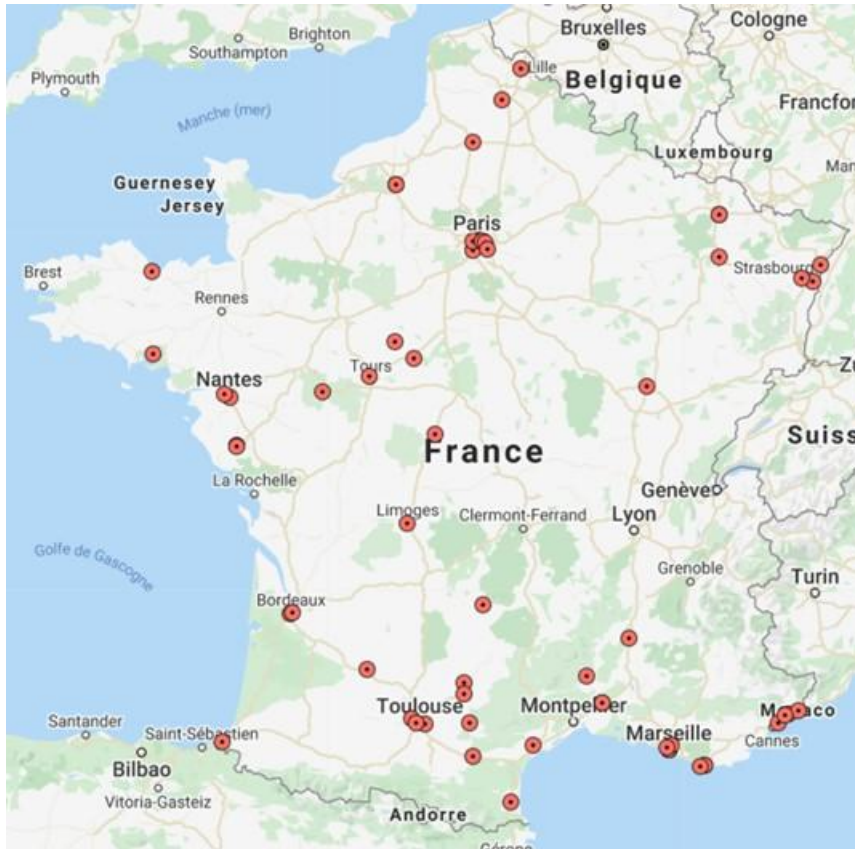 Brighton
Bruxelles
Cologne
Southampton
Plymouth
Lille
Belgique
Manche (mer)
Luxembourg
Guernesey
Jersey
Paris
Brest
Strasbourg
Rennes
Tours
Nantes
France
Suiss
La Rochelle
Genève
Limoges
Clermont-Ferrand
Lyon
Golfe de Gascogne
Grenoble
Turin
Bordeaux
Toulouse
Montpellier
Santander
Saint-Sébastien
Marseille
Cannes
Bilbao
Vitoria-Gasteiz
Andorre